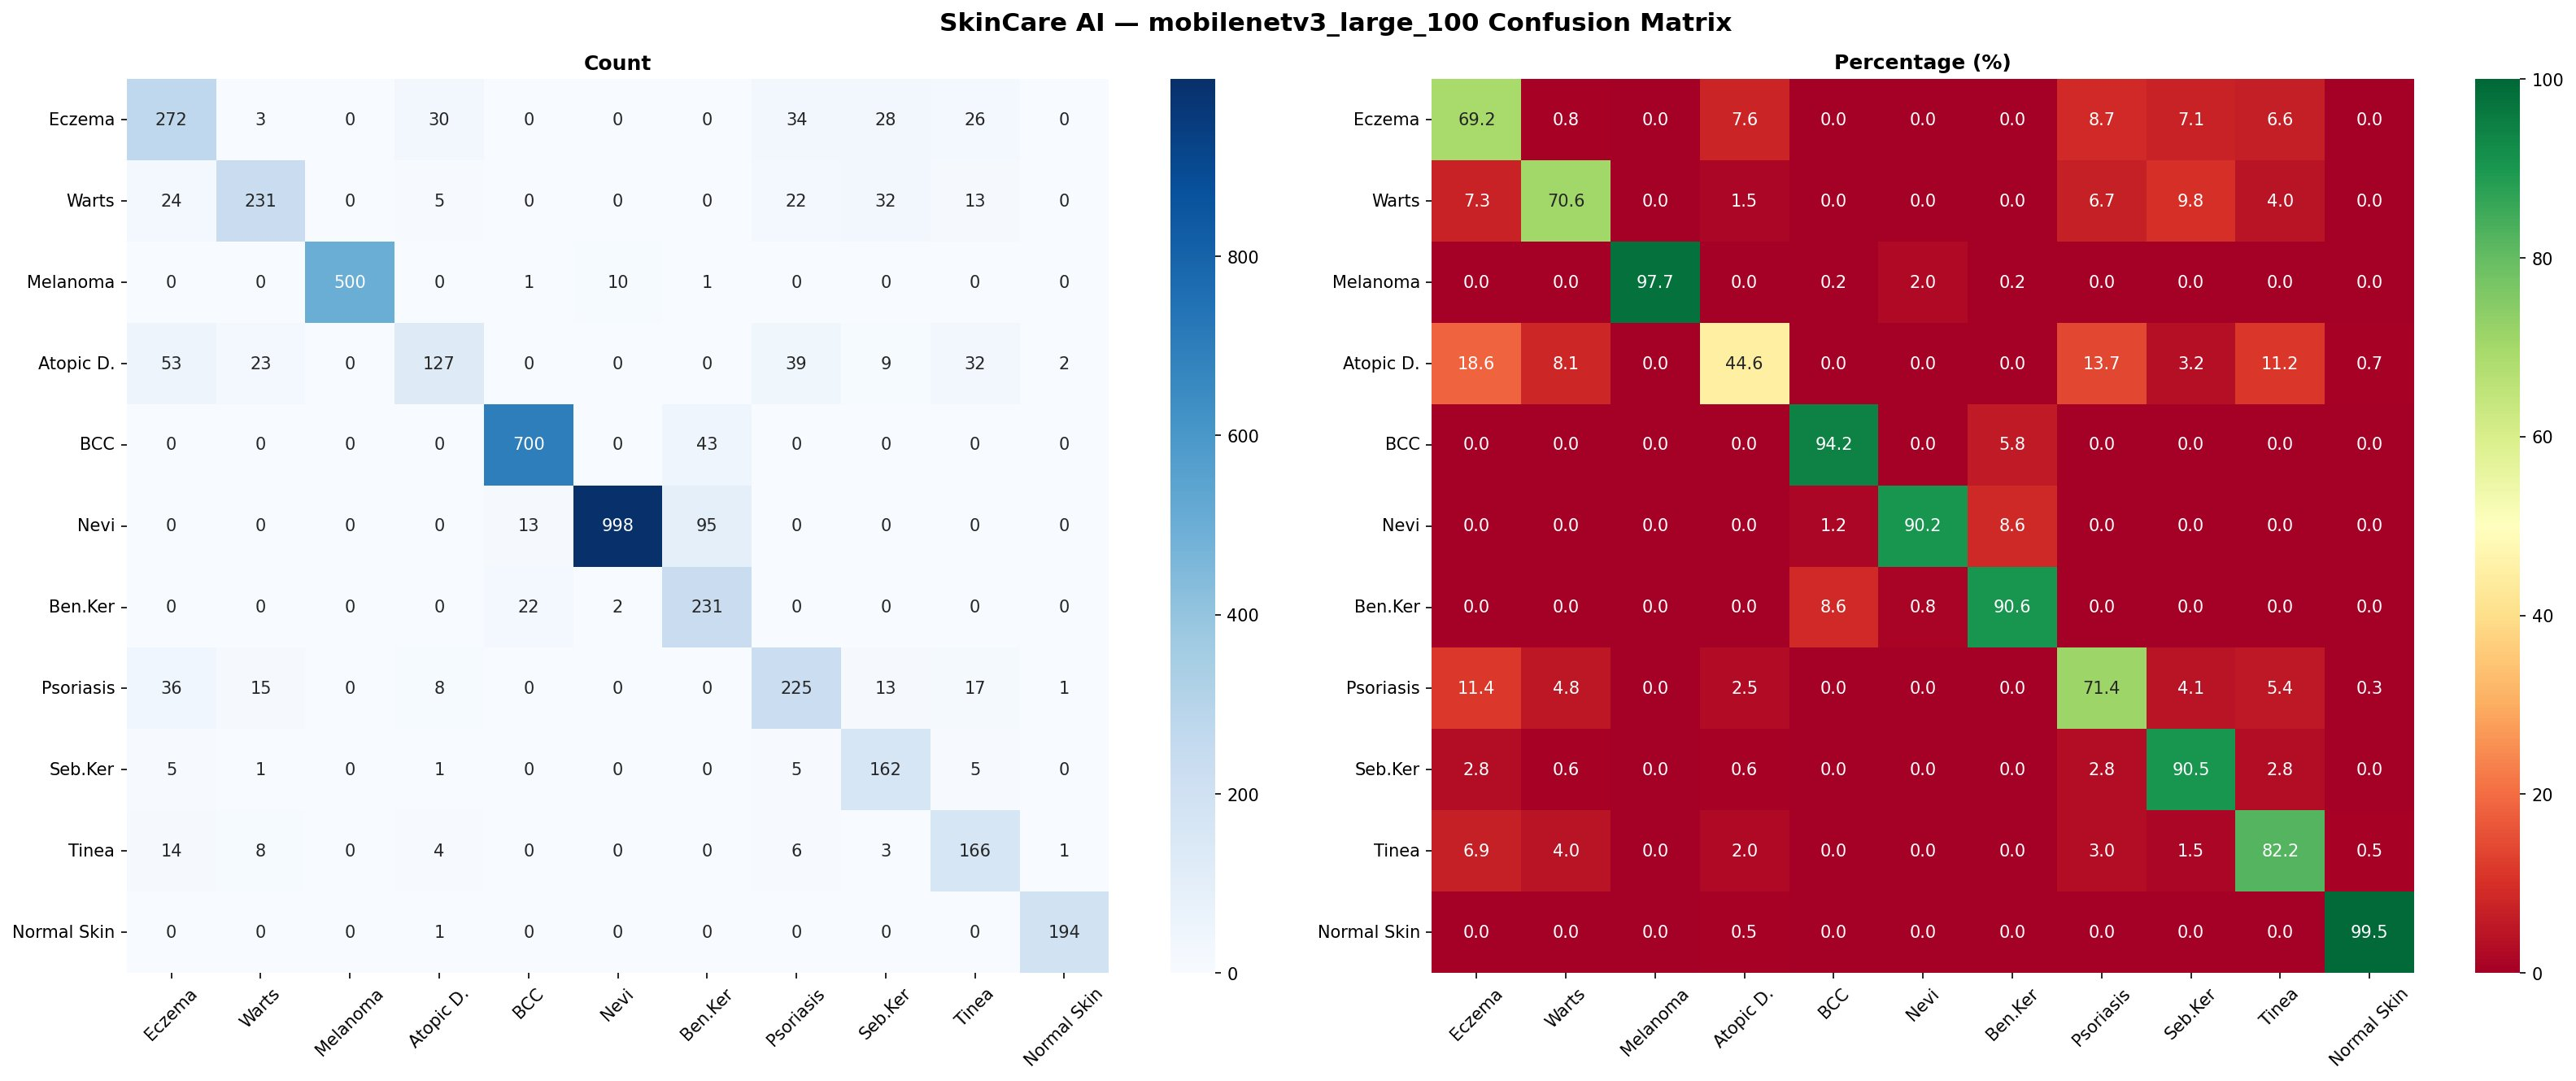 SkinCare AI — mobilenetv3_large_100 Confusion Matrix
Count
Eczema 272 3 0 30 0 0 0 34 28 26 0
Warts 24 231 0 5 0 0 0 22 32 13 0
Melanoma 0 0 500 0 1 10 1 0 0 0 0
Atopic D. 53 23 0 127 0 0 0 39 9 32 2
BCC 0 0 0 0 700 0 43 0 0 0 0
Nevi 0 0 0 0 13 998 95 0 0 0 0
Ben.Ker 0 0 0 0 22 2 231 0 0 0 0
Psoriasis 36 15 0 8 0 0 0 225 13 17 1
Seb.Ker 5 1 0 1 0 0 0 5 162 5 0
Tinea 14 8 0 4 0 0 0 6 3 166 1
Normal Skin 0 0 0 1 0 0 0 0 0 0 194
Eczema Warts Melanoma Atopic D. BCC Nevi Ben.Ker Psoriasis Seb.Ker Tinea Normal Skin
800
600
400
200
0
Percentage (%)
Eczema 69.2 0.8 0.0 7.6 0.0 0.0 0.0 8.7 7.1 6.6 0.0
Warts 7.3 70.6 0.0 1.5 0.0 0.0 0.0 6.7 9.8 4.0 0.0
Melanoma 0.0 0.0 97.7 0.0 0.2 2.0 0.2 0.0 0.0 0.0 0.0
Atopic D. 18.6 8.1 0.0 44.6 0.0 0.0 0.0 13.7 3.2 11.2 0.7
BCC 0.0 0.0 0.0 0.0 94.2 0.0 5.8 0.0 0.0 0.0 0.0
Nevi 0.0 0.0 0.0 0.0 1.2 90.2 8.6 0.0 0.0 0.0 0.0
Ben.Ker 0.0 0.0 0.0 0.0 8.6 0.8 90.6 0.0 0.0 0.0 0.0
Psoriasis 11.4 4.8 0.0 2.5 0.0 0.0 0.0 71.4 4.1 5.4 0.3
Seb.Ker 2.8 0.6 0.0 0.6 0.0 0.0 0.0 2.8 90.5 2.8 0.0
Tinea 6.9 4.0 0.0 2.0 0.0 0.0 0.0 3.0 1.5 82.2 0.5
Normal Skin 0.0 0.0 0.0 0.5 0.0 0.0 0.0 0.0 0.0 0.0 99.5
Eczema Warts Melanoma Atopic D. BCC Nevi Ben.Ker Psoriasis Seb.Ker Tinea Normal Skin
100
80
60
40
20
0